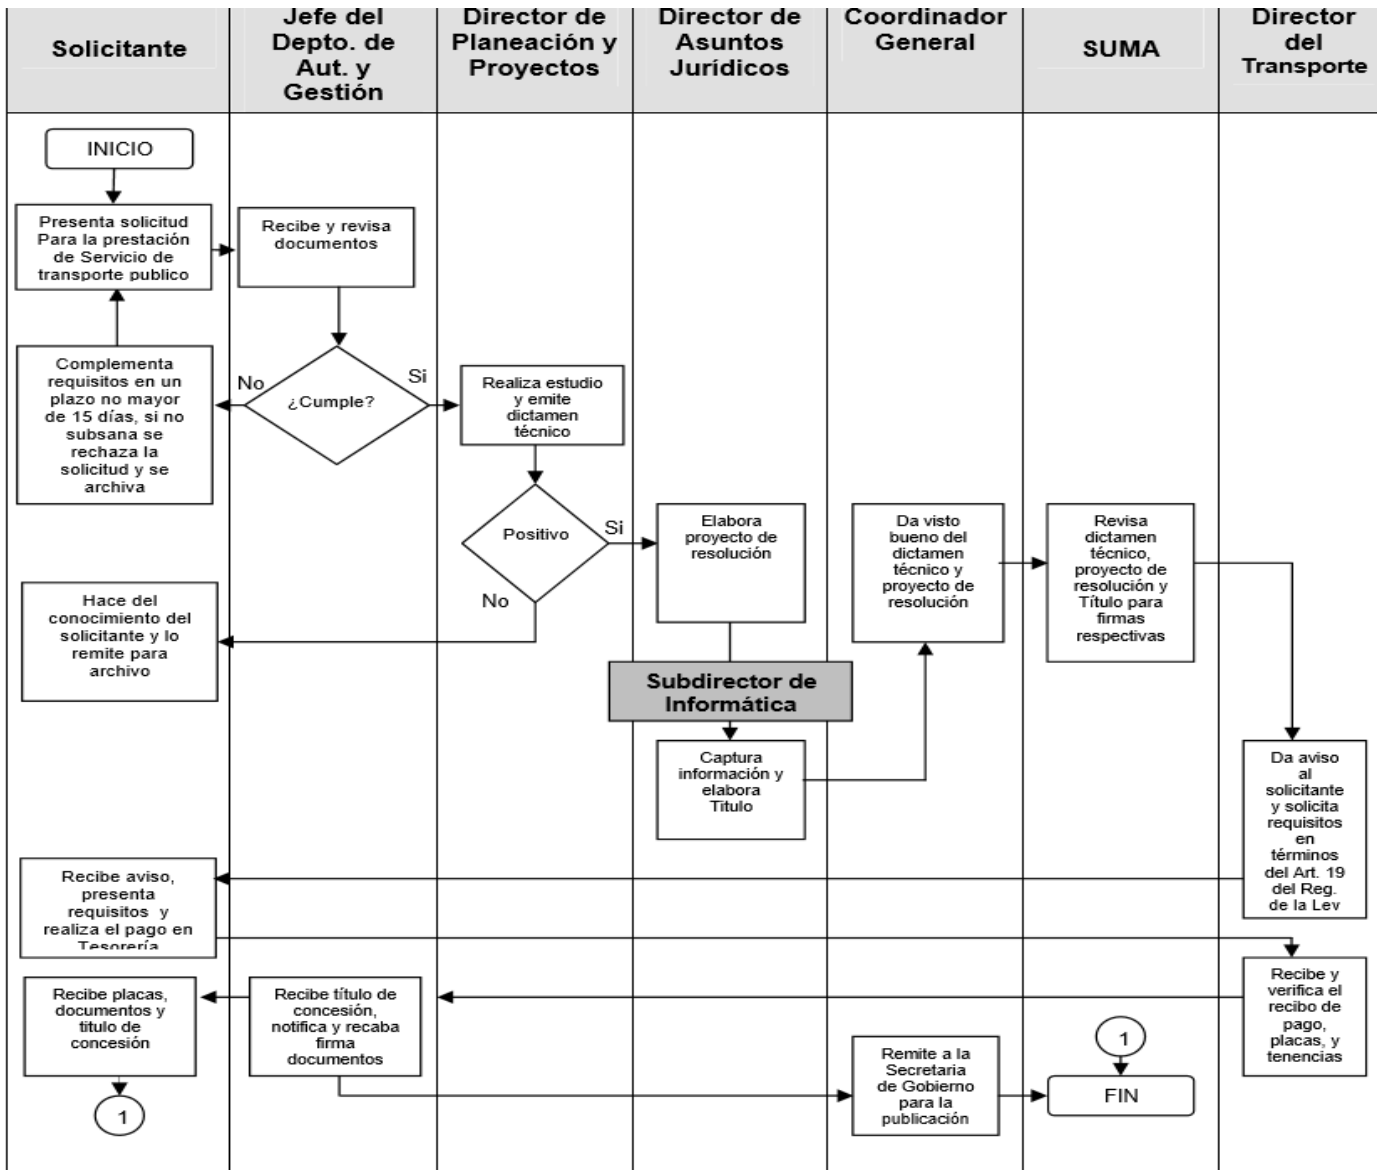 Solicitante
Jefe del
Depto. de
Aut. y
Gestión
Director de
Planeación y
Proyectos
Director de
Asuntos
Jurídicos
Coordinador
General
SUMA
Director
del
Transporte
INICIO
Presenta solicitud
Para la prestación
de Servicio de
transporte publico
Recibe y revisa
documentos
Complementa
requisitos en un
plazo no mayor
de 15 días, si no
subsana se
rechaza la
solicitud y se
archiva
No
¿Cumple?
Si
Realiza estudio
y emite
dictamen
técnico
Positivo
Si
No
Elabora
proyecto de
resolución
Da visto
bueno del
dictamen
técnico y
proyecto de
resolución
Revisa
dictamen
técnico,
proyecto de
resolución y
Título para
firmas
respectivas
Hace del
conocimiento del
solicitante y lo
remite para
archivo
Subdirector de
Informática
Captura
información y
elabora
Titulo
Da aviso
al
solicitante
y solicita
requisitos
en
términos
del Art. 19
del Reg.
de la Ley
Recibe aviso,
presenta
requisitos y
realiza el pago en
Tesorería
Recibe placas,
documentos y
titulo de
concesión
Recibe título de
concesión,
notifica y recaba
firma
documentos
Recibe y
verifica el
recibo de
pago,
placas, y
tenencias
Remite a la
Secretaria
de Gobierno
para la
publicación
1
FIN
1